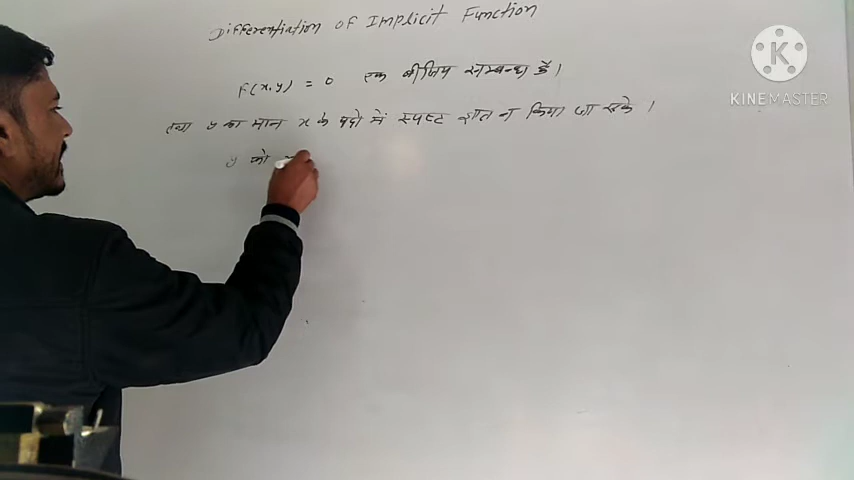 Differentiation of Implicit Function
F(x,y) = 0 एक बीजिय सम्बन्ध है।
तथा y का मान x के पदो में स्पष्ट ज्ञात न किया जा सके ।
y को
KINEMASTER